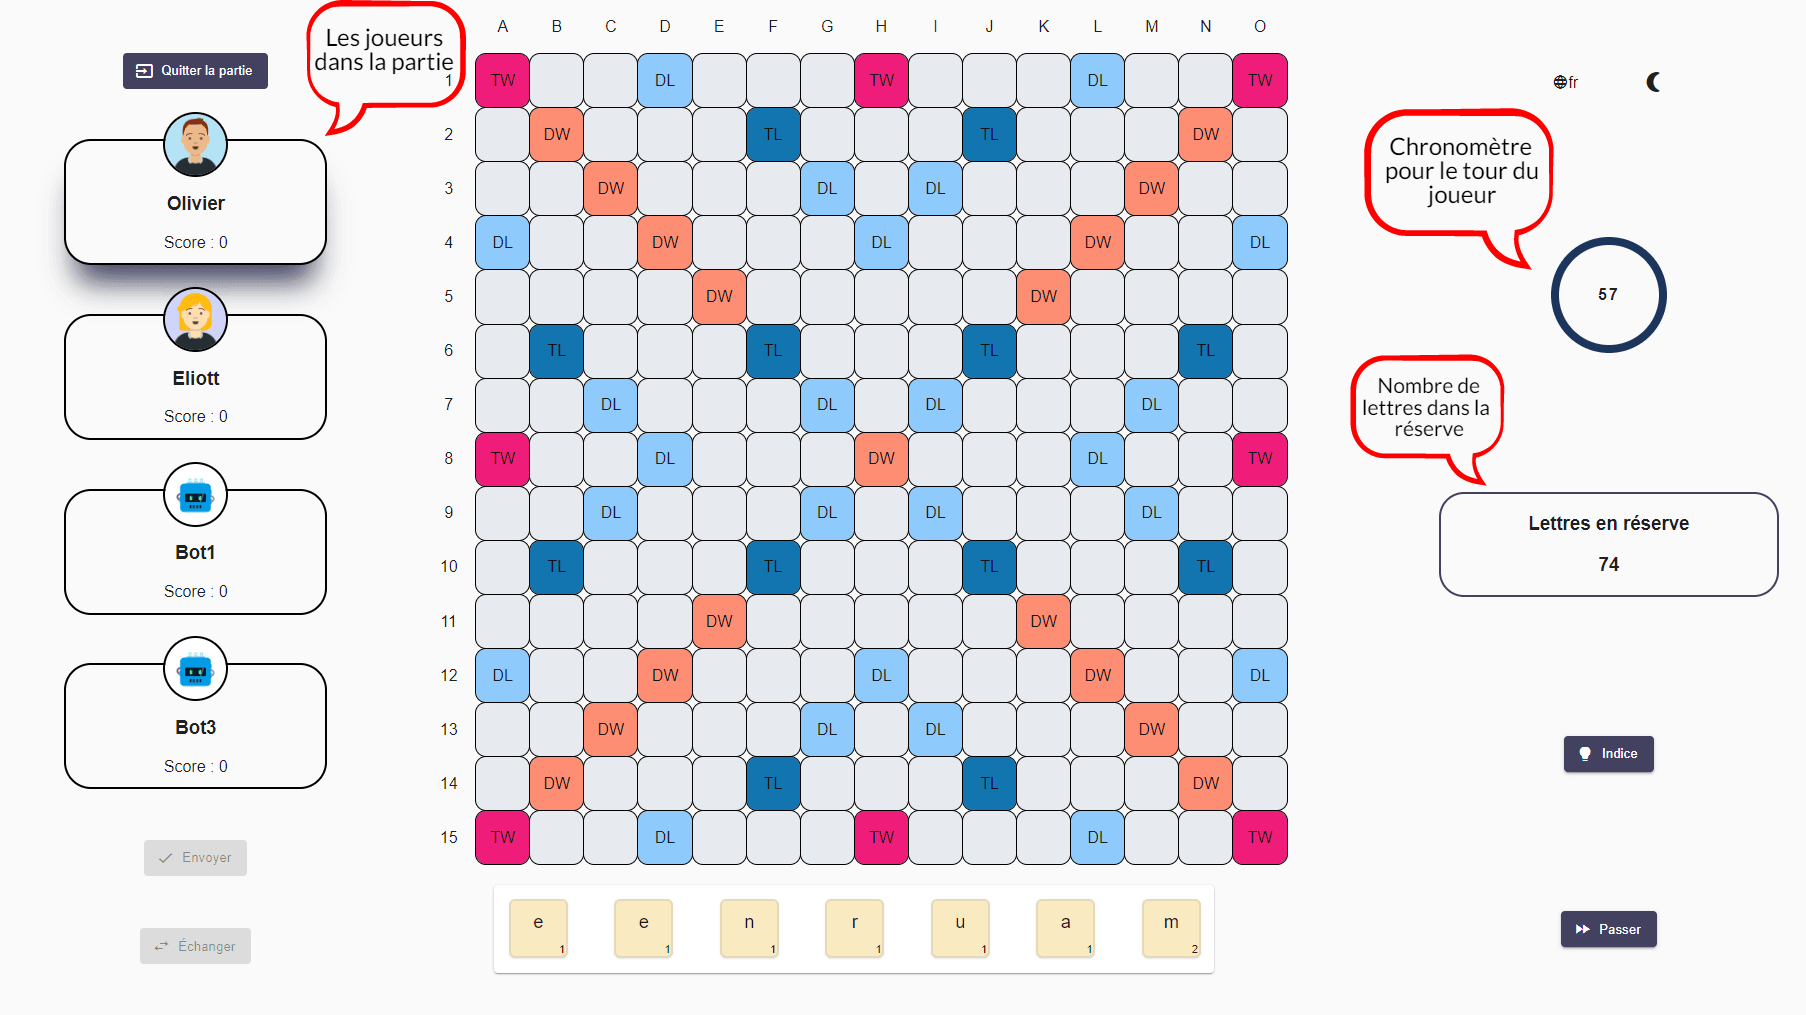 Quitter la partie
Les joueurs
dans la partie
Olivier
Score : 0
Eliott
Score : 0
Bot1
Score : 0
Bot3
Score : 0
Envoyer
Échanger
A B C D E F G H I J K L M N O
1 TW DL TW DL TW
2 DW TL TL DW
3 DW DL DL DW
4 DL DW DL DW DL
5 DW DW
6 TL TL TL TL
7 DL DL DL DL
8 TW DL DW DL TW
9 DL DL DL DL
10 TL TL TL TL
11 DW DW
12 DL DW DL DW DL
13 DW DL DL DW
14 DW TL TL DW
15 TW DL TW DL TW
e 1 e 1 n 1 r 1 u 1 a 1 m 2
fr
Chronomètre
pour le tour du
joueur
57
Nombre de
lettres dans la
réserve
Lettres en réserve
74
Indice
Passer